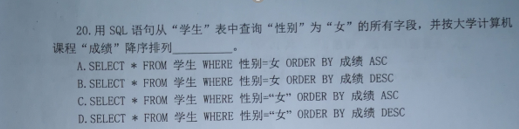 20.用 SQL 语句从“学生”表中查询“性别”为“女”的所有字段，并按大学计算机
课程“成绩”降序排列________。
A.SELECT * FROM 学生 WHERE 性别=女 ORDER BY 成绩 ASC
B.SELECT * FROM 学生 WHERE 性别=女 ORDER BY 成绩 DESC
C.SELECT * FROM 学生 WHERE 性别=“女” ORDER BY 成绩 ASC
D.SELECT * FROM 学生 WHERE 性别=“女” ORDER BY 成绩 DESC